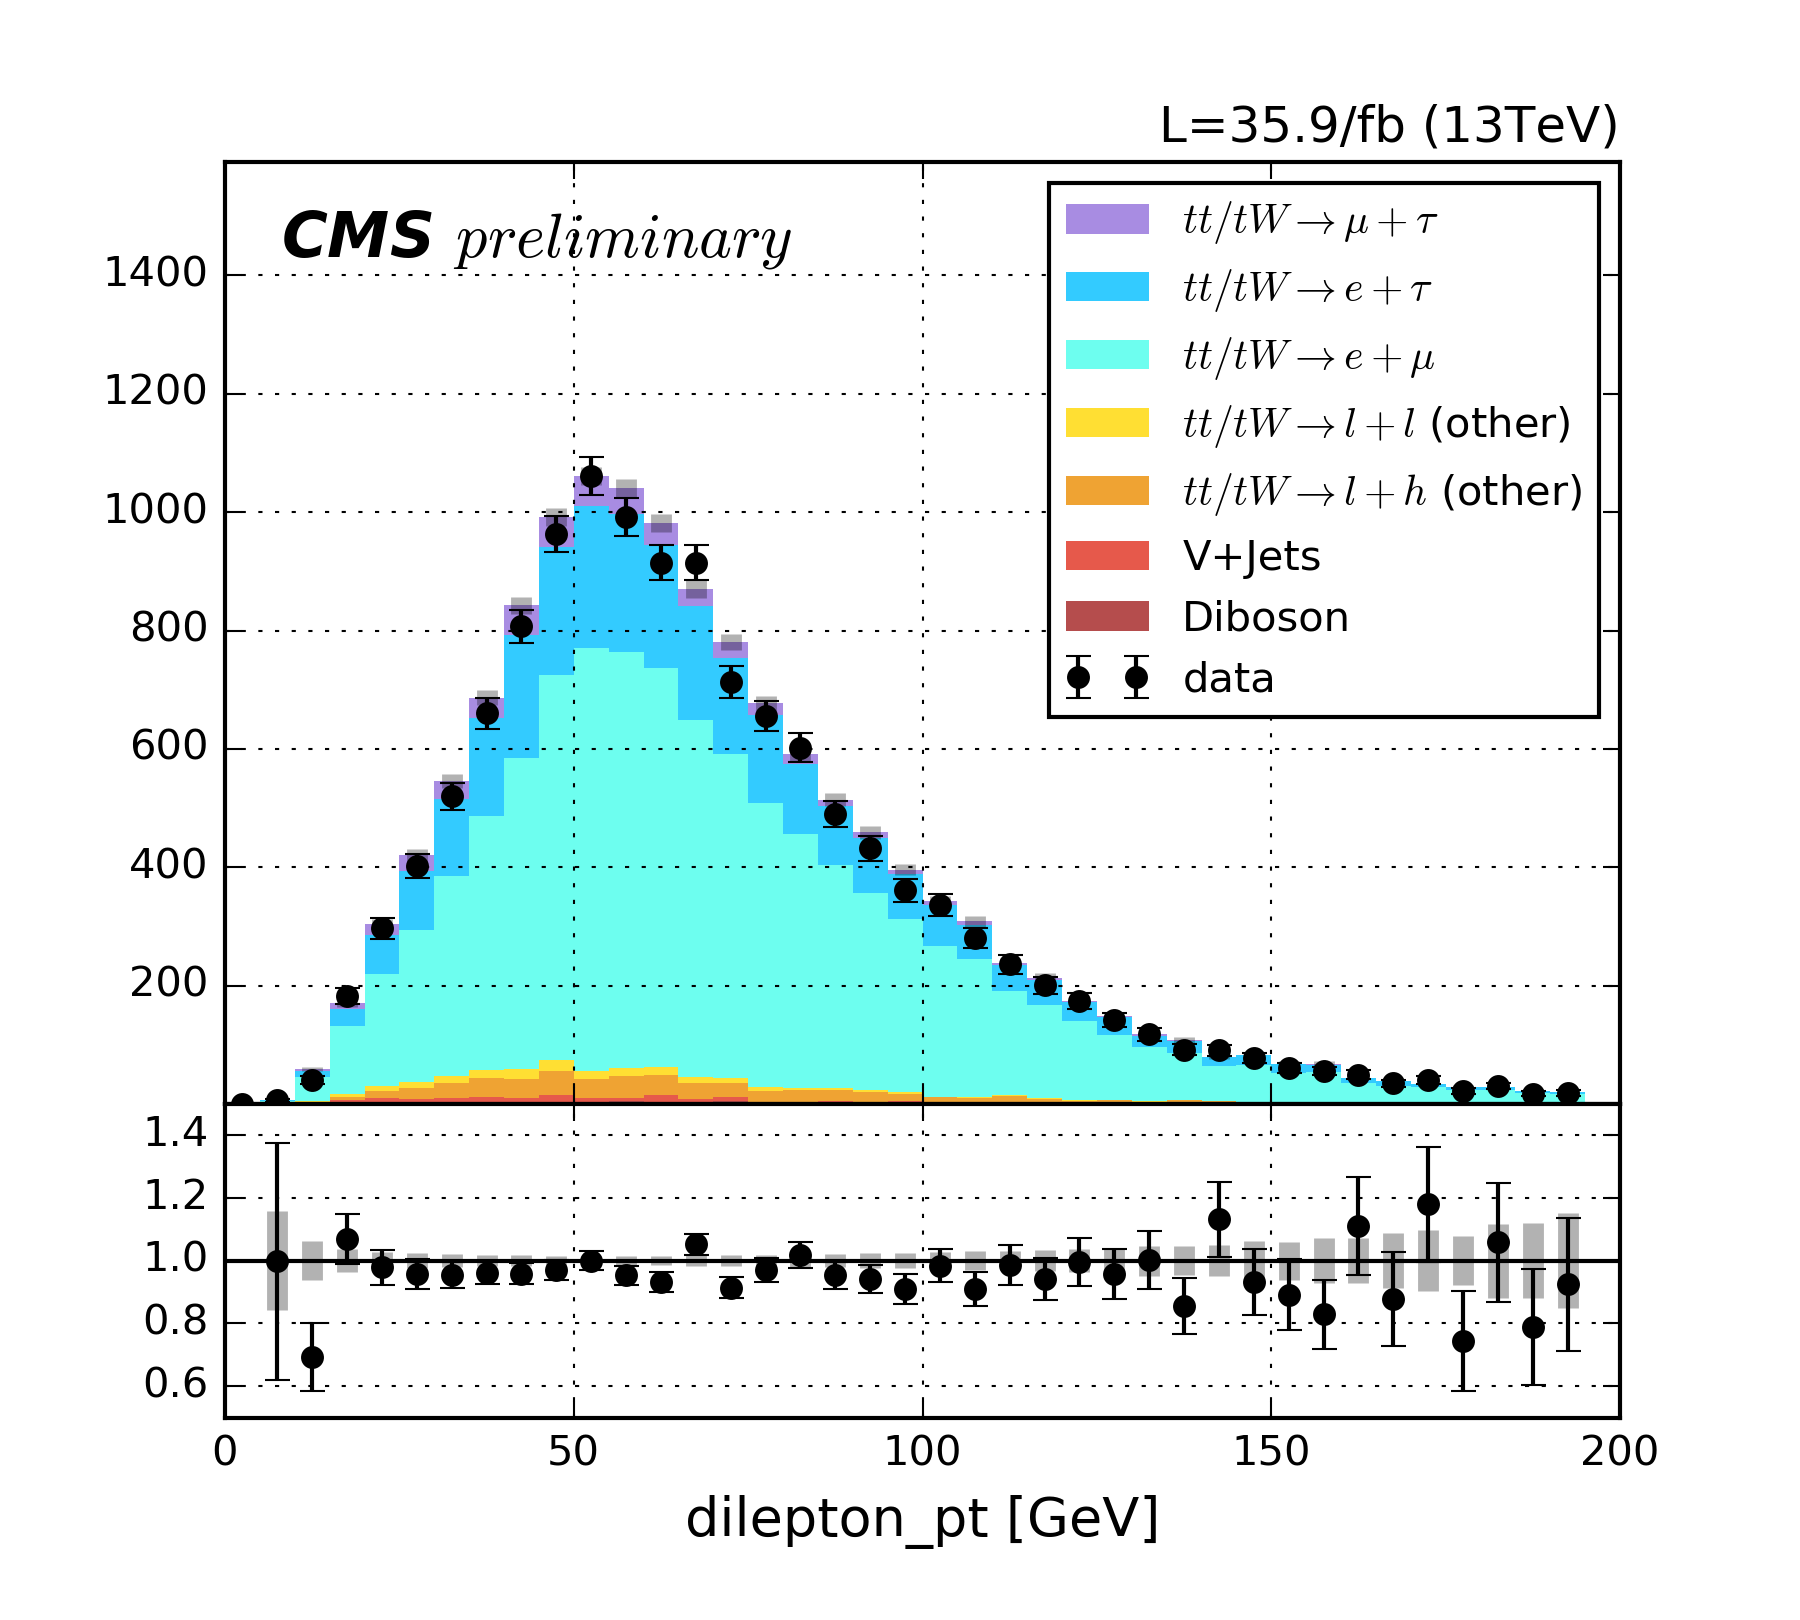 L=35.9/fb (13TeV)
CMS preliminary
tt/tW→μ+τ
tt/tW→e+τ
tt/tW→e+μ
tt/tW→l+l (other)
tt/tW→l+h (other)
V+Jets
Diboson
data
1400
1200
1000
800
600
400
200
1.4
1.2
1.0
0.8
0.6
0 50 100 150 200
dilepton_pt [GeV]